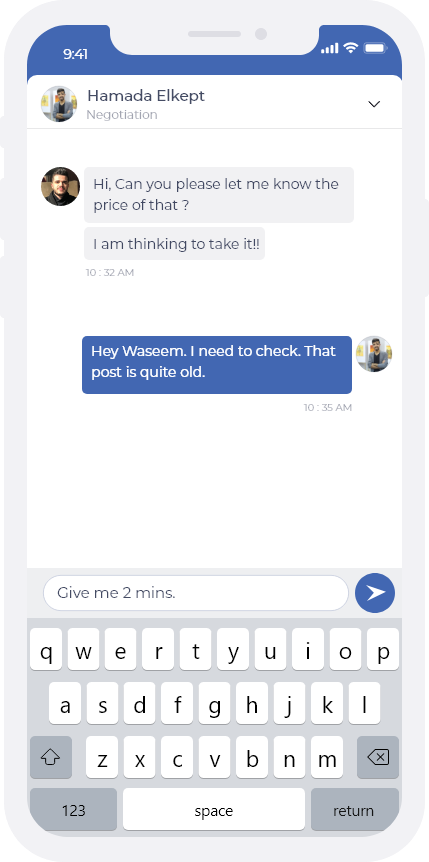 9:41
Hamada Elkept
Negotiation
Hi, Can you please let me know the
price of that ?
I am thinking to take it!!
10 : 32 AM
Hey Waseem. I need to check. That
post is quite old.
10 : 35 AM
Give me 2 mins.
q w e r t y u i o p
a s d f g h j k l
z x c v b n m
123 space return